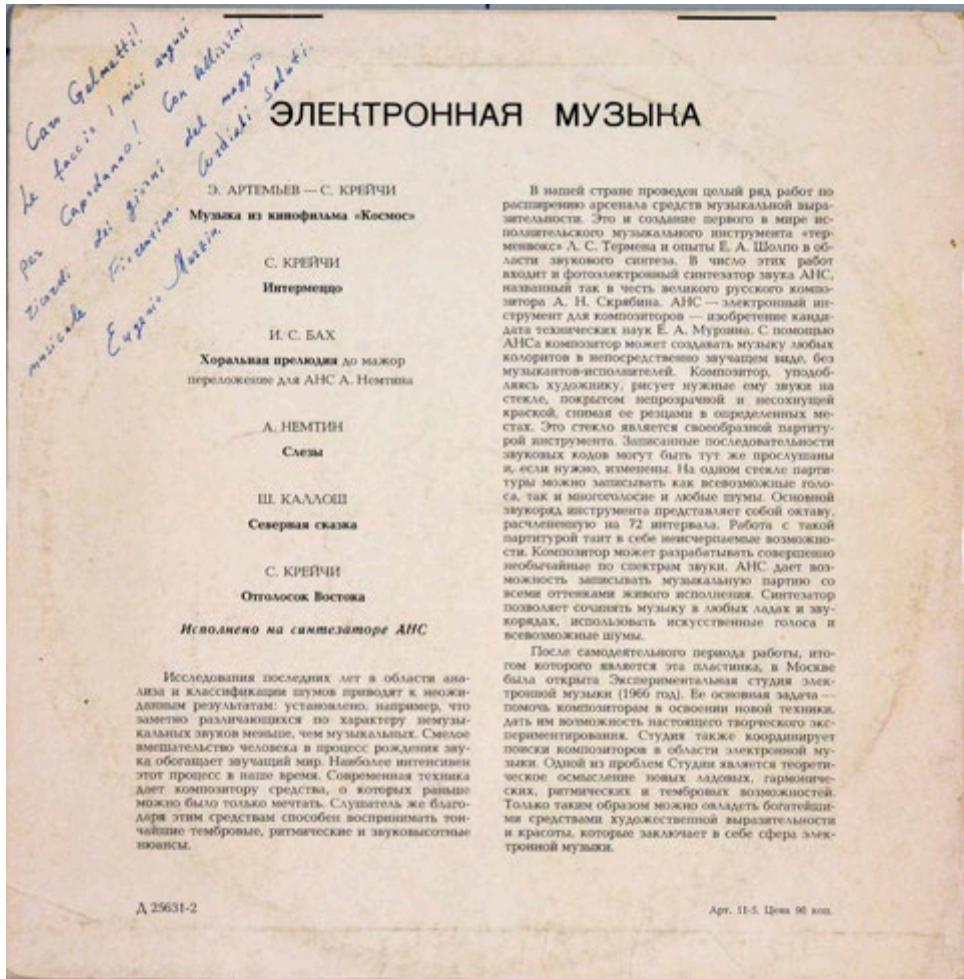 Caro Gelmetti!
Le faccio i miei auguri
per Capodanno! Con bellissimi
ricordi dei giorni del maggio
musicale Fiorentino. Cordiali saluti.
Eugenio Murzin.
ЭЛЕКТРОННАЯ МУЗЫКА
Э. АРТЕМЬЕВ — С. КРЕЙЧИ
Музыка из кинофильма «Космос»
С. КРЕЙЧИ
Интермеццо
И. С. БАХ
Хоральная прелюдия до мажор
переложение для АНС А. Немтина
А. НЕМТИН
Слезы
Ш. КАЛЛОШ
Северная сказка
С. КРЕЙЧИ
Отголосок Востока
Исполнено на синтезаторе АНС
Исследования последних лет в области ана-
лиза и классификации шумов приводят к неожи-
данным результатам: установлено, например, что
заметно различающихся по характеру немузы-
кальных звуков меньше, чем музыкальных. Смелое
вмешательство человека в процесс рождения зву-
ка обогащает звучащий мир. Наиболее интенсивен
этот процесс в наше время. Современная техника
дает композитору средства, о которых раньше
можно было только мечтать. Слушатель же благо-
даря этим средствам способен воспринимать тон-
чайшие тембровые, ритмические и звуковысотные
нюансы.
В нашей стране проведен целый ряд работ по
расширению арсенала средств музыкальной выра-
зительности. Это и создание первого в мире ис-
полнительского музыкального инструмента «тер-
менвокс» Л. С. Термена и опыты Е. А. Шолпо в об-
ласти звукового синтеза. В число этих работ
входит и фотоэлектронный синтезатор звука АНС,
названный так в честь великого русского компо-
зитора А. Н. Скрябина. АНС — электронный ин-
струмент для композиторов — изобретение канди-
дата технических наук Е. А. Мурзина. С помощью
АНСа композитор может создавать музыку любых
колоритов в непосредственно звучащем виде, без
музыкантов-исполнителей. Композитор, уподоб-
ляясь художнику, рисует нужные ему звуки на
стекле, покрытом непрозрачной и несохнущей
краской, снимая ее резцами в определенных ме-
стах. Это стекло является своеобразной партиту-
рой инструмента. Записанные последовательности
звуковых кодов могут быть тут же прослушаны
и, если нужно, изменены. На одном стекле парти-
туры можно записывать как всевозможные голо-
са, так и многоголосие и любые шумы. Основной
звукоряд инструмента представляет собой октаву,
расчлененную на 72 интервала. Работа с такой
партитурой таит в себе неисчерпаемые возможно-
сти. Композитор может разрабатывать совершенно
необычайные по спектрам звуки. АНС дает воз-
можность записывать музыкальную партию со
всеми оттенками живого исполнения. Синтезатор
позволяет сочинять музыку в любых ладах и зву-
корядах, использовать искусственные голоса и
всевозможные шумы.
После самодеятельного периода работы, ито-
гом которого является эта пластинка, в Москве
была открыта Экспериментальная студия элек-
тронной музыки (1966 год). Ее основная задача —
помочь композиторам в освоении новой техники,
дать им возможность настоящего творческого экс-
периментирования. Студия также координирует
поиски композиторов в области электронной му-
зыки. Одной из проблем Студии является теорети-
ческое осмысление новых ладовых, гармониче-
ских, ритмических и тембровых возможностей.
Только таким образом можно овладеть богатейши-
ми средствами художественной выразительности
и красоты, которые заключает в себе сфера элек-
тронной музыки.
Д 25631-2
Арт. 11-5. Цена 90 коп.